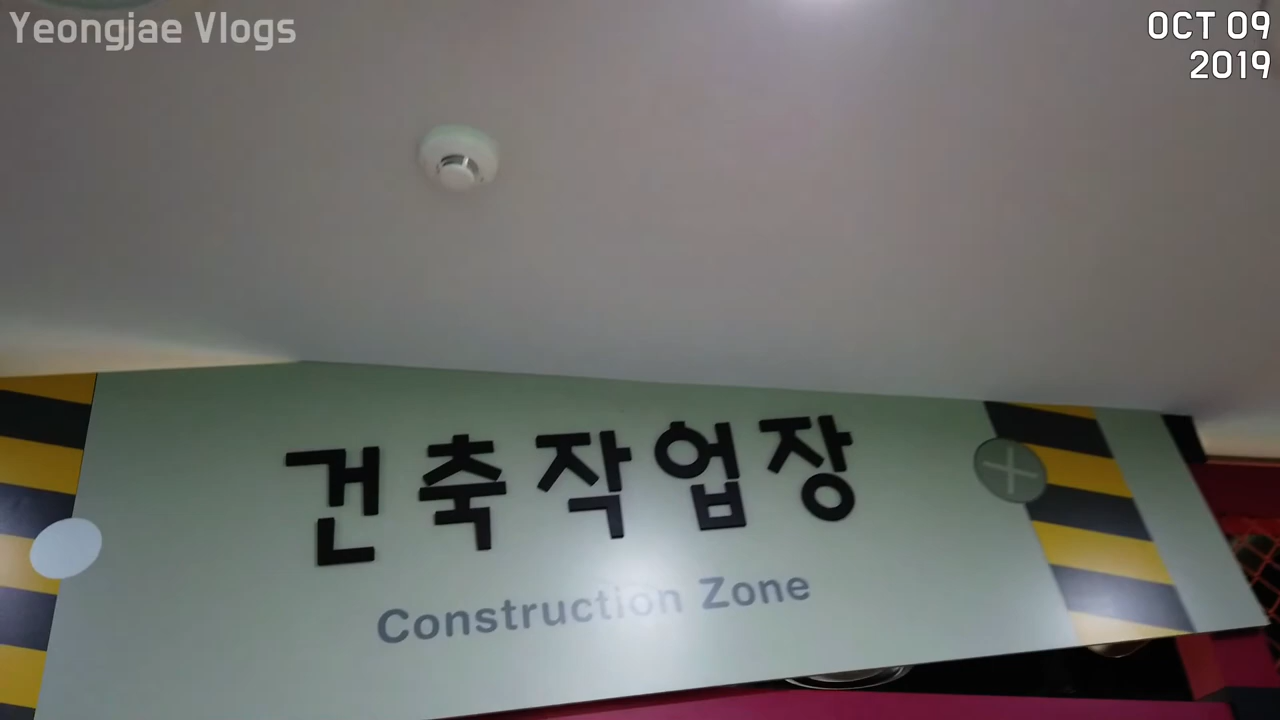 Yeongjae Vlogs
OCT 09
2019
건축작업장
Construction Zone